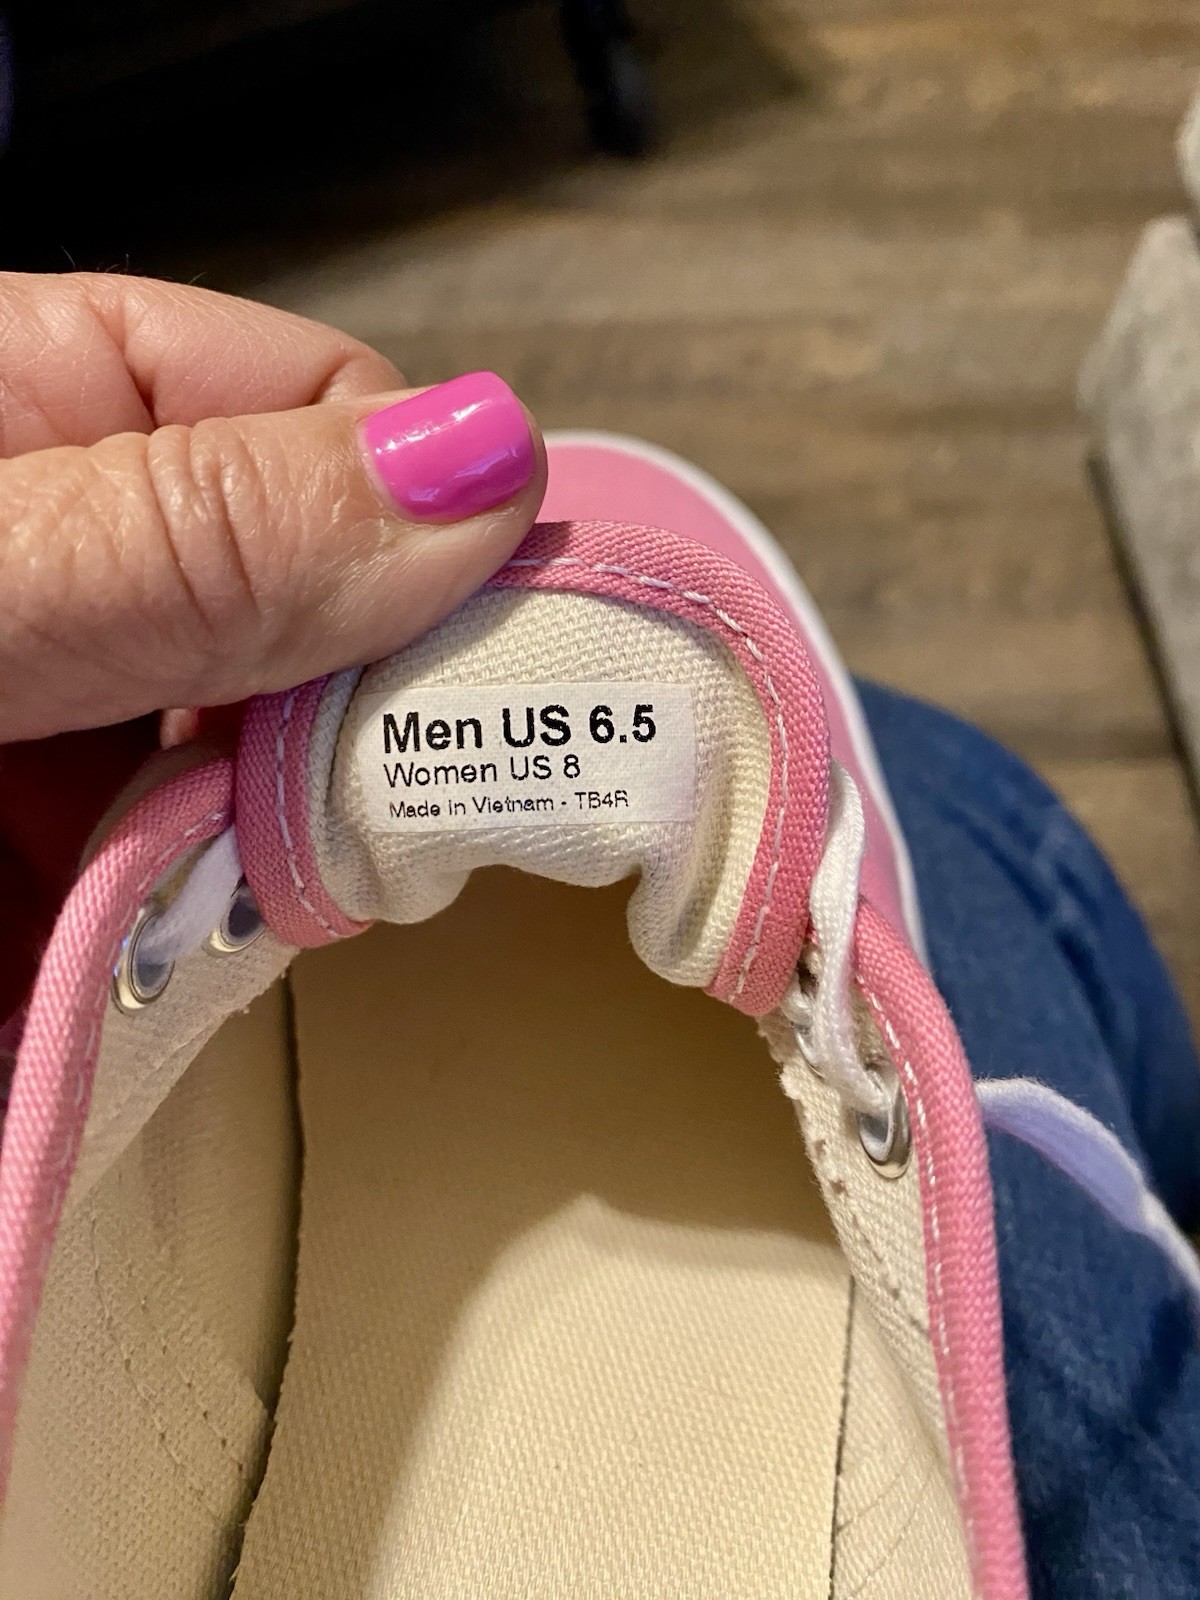 Men US 6.5
Women US 8
Made in Vietnam - TB4R